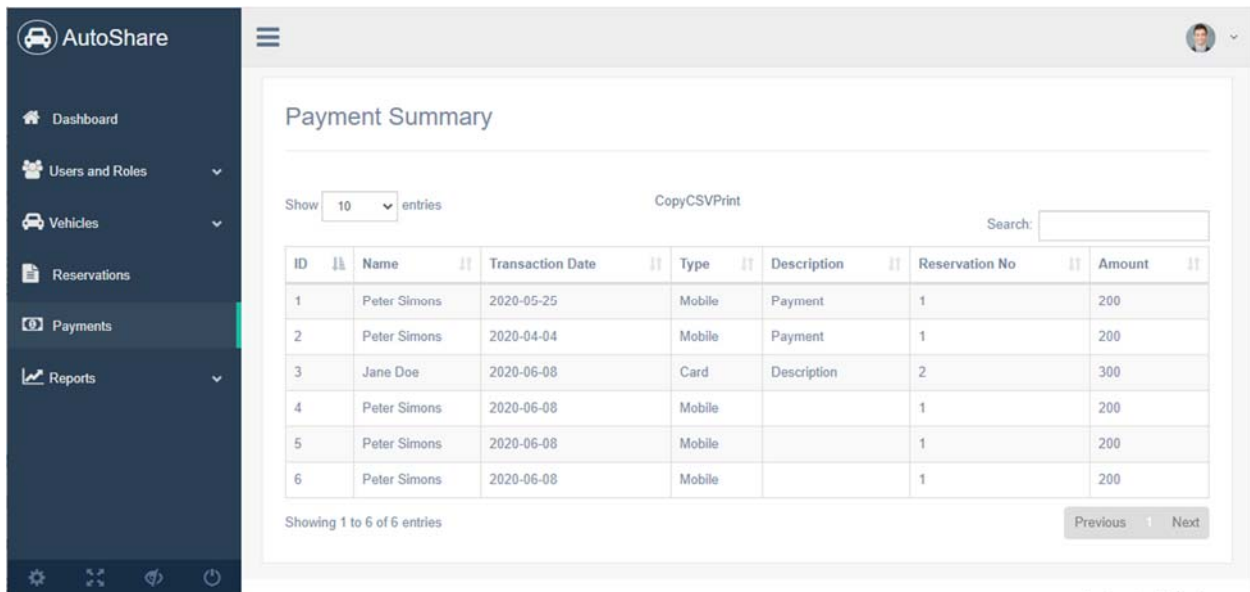 AutoShare
Dashboard
Users and Roles
Vehicles
Reservations
Payments
Reports
Payment Summary
Show 10 entries
CopyCSVPrint
Search:
ID Name Transaction Date Type Description Reservation No Amount
1 Peter Simons 2020-05-25 Mobile Payment 1 200
2 Peter Simons 2020-04-04 Mobile Payment 1 200
3 Jane Doe 2020-06-08 Card Description 2 300
4 Peter Simons 2020-06-08 Mobile 1 200
5 Peter Simons 2020-06-08 Mobile 1 200
6 Peter Simons 2020-06-08 Mobile 1 200
Showing 1 to 6 of 6 entries
Previous 1 Next